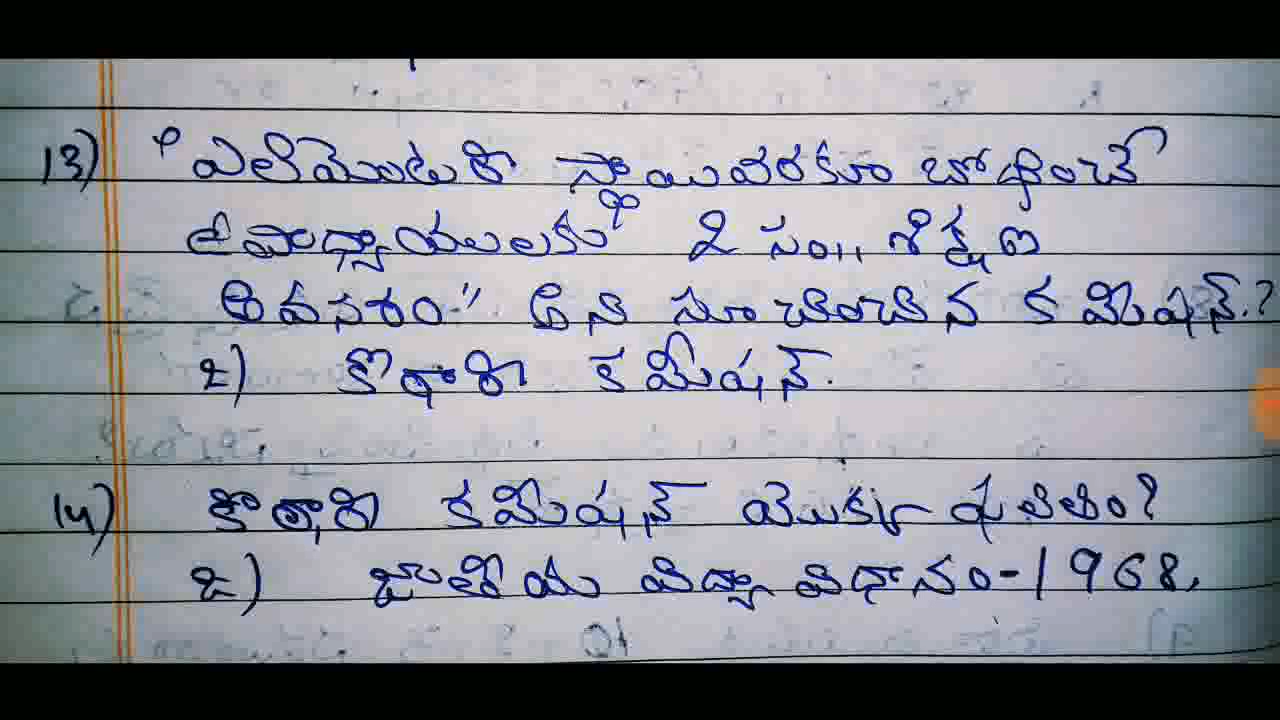 13) "ఎలిమెంటరీ స్థాయి వరకూ బోధించే
ఉపాధ్యాయులకు 2 సం,, శిక్షణ
అవసరం" అని సూచించిన కమీషన్.?
జ) కొఠారి కమీషన్.
14) కొఠారి కమీషన్ యొక్క ఫలితం?
జ) జాతీయ విద్యా విధానం-1968.